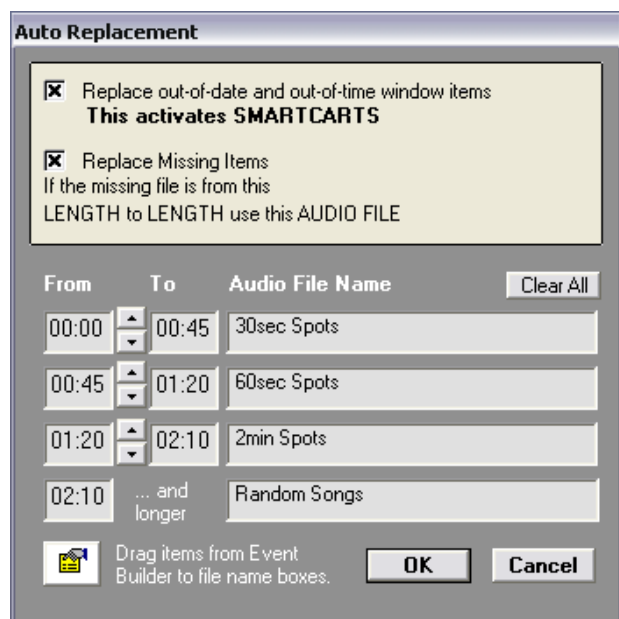 Auto Replacement
Replace out-of-date and out-of-time window items
This activates SMARTCARTS
Replace Missing Items
If the missing file is from this
LENGTH to LENGTH use this AUDIO FILE
From To Audio File Name Clear All
00:00 00:45 30sec Spots
00:45 01:20 60sec Spots
01:20 02:10 2min Spots
02:10 ... and longer Random Songs
Drag items from Event
Builder to file name boxes.
OK Cancel